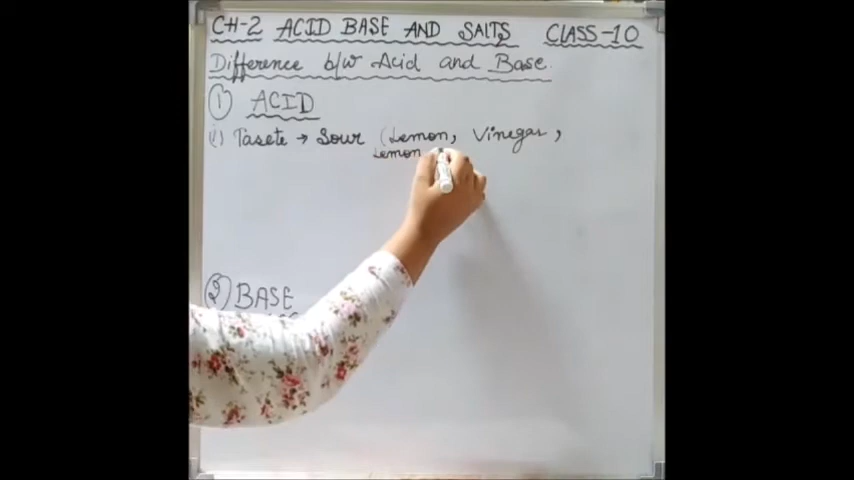 CH-2 ACID BASE AND SALTS CLASS-10
Difference b/w Acid and Base.
① ACID
(i) Tasete → Sour (Lemon, Vinegar,
Lemon
② BASE